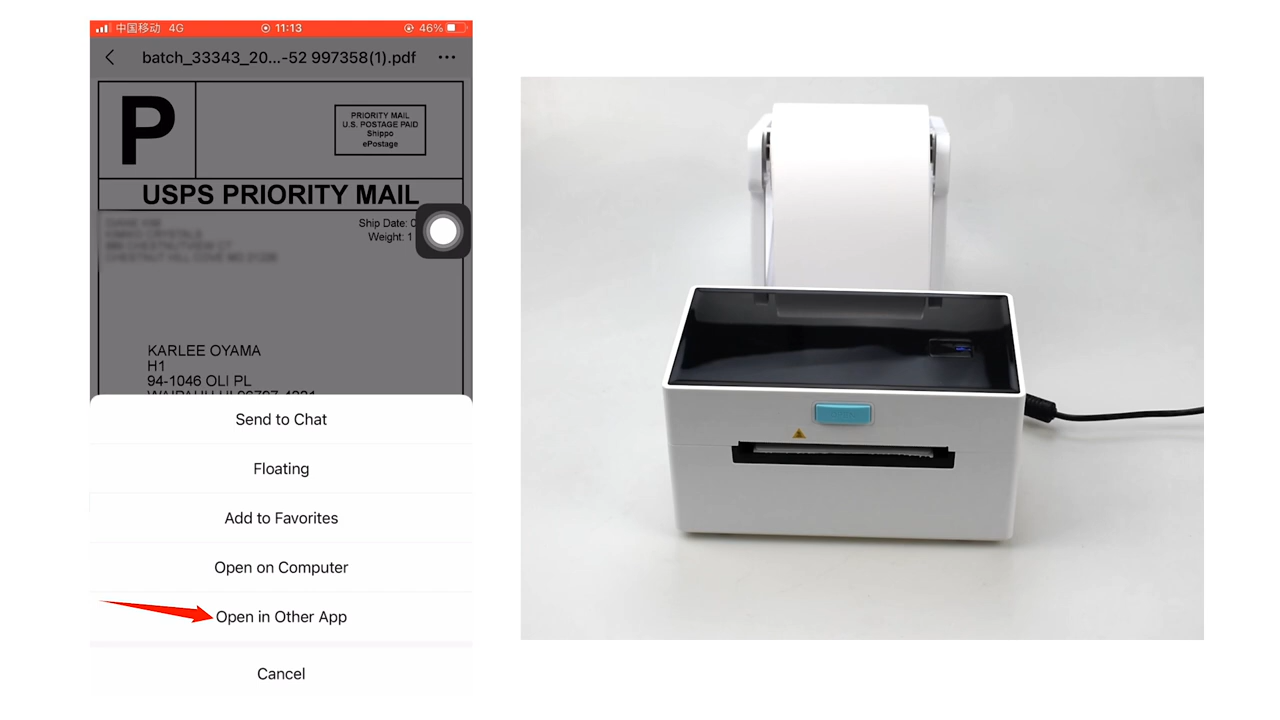 中国移动 4G 11:13 46%
batch_33343_20...-52 997358(1).pdf
P
PRIORITY MAIL
U.S. POSTAGE PAID
Shippo
ePostage
USPS PRIORITY MAIL
Ship Date: 0
Weight: 1
KARLEE OYAMA
H1
94-1046 OLI PL
Send to Chat
Floating
Add to Favorites
Open on Computer
Open in Other App
Cancel